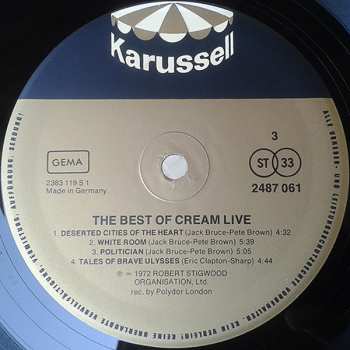 Karussell
3
GEMA
ST 33
2383 119 S 1
Made in Germany
2487 061
THE BEST OF CREAM LIVE
1. DESERTED CITIES OF THE HEART (Jack Bruce-Pete Brown) 4:32
2. WHITE ROOM (Jack Bruce-Pete Brown) 5:39
3. POLITICIAN (Jack Bruce-Pete Brown) 5:05
4. TALES OF BRAVE ULYSSES (Eric Clapton-Sharp) 4:44
℗ = 1972 ROBERT STIGWOOD
ORGANISATION, Ltd
rec. by Polydor London